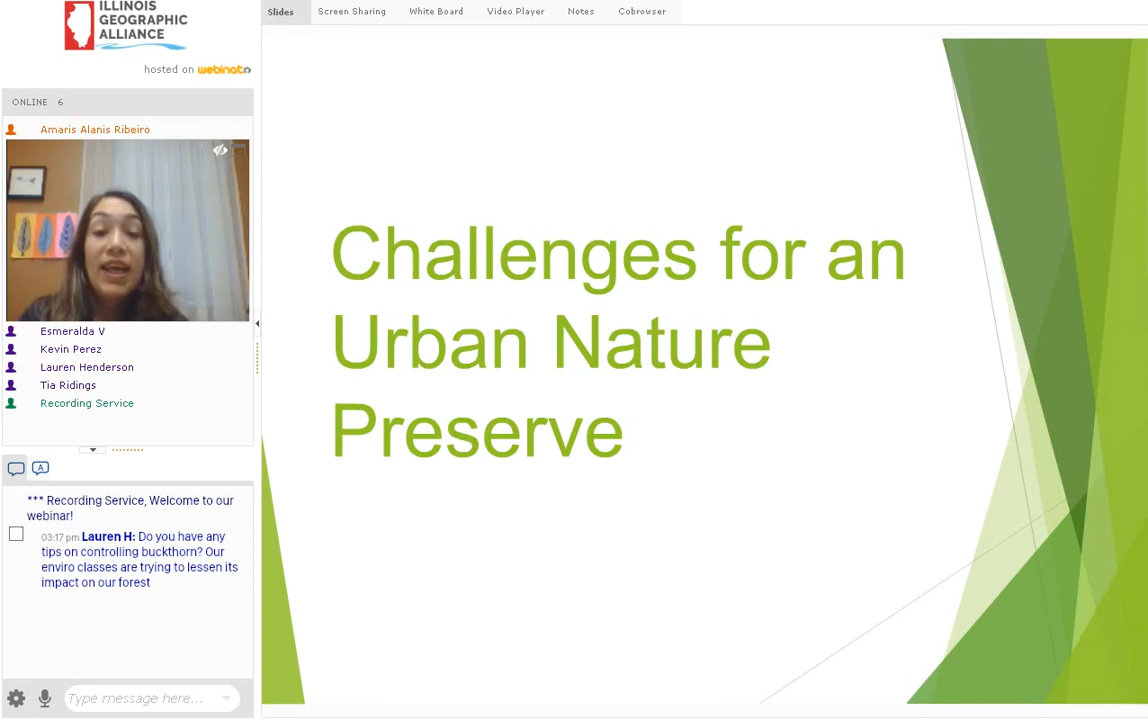 ILLINOIS
GEOGRAPHIC
ALLIANCE
hosted on webinato
ONLINE 6
Amaris Alanis Ribeiro
Esmeralda V
Kevin Perez
Lauren Henderson
Tia Ridings
Recording Service
*** Recording Service, Welcome to our
webinar!
03:17 pm Lauren H: Do you have any
tips on controlling buckthorn? Our
enviro classes are trying to lessen its
impact on our forest
Type message here...
Slides Screen Sharing White Board Video Player Notes Cobrowser
Challenges for an
Urban Nature
Preserve